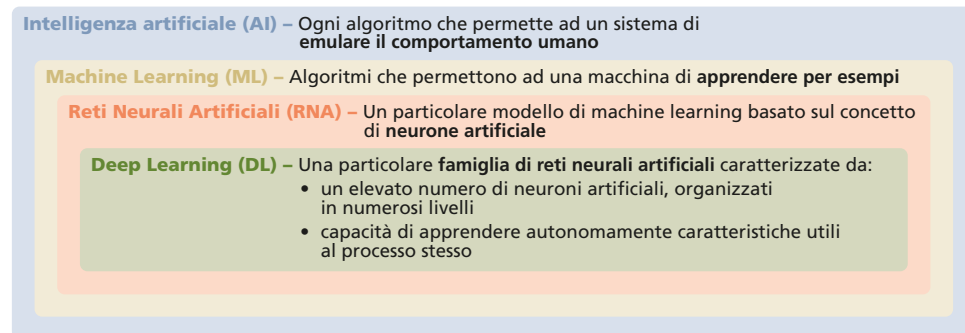 Intelligenza artificiale (AI) – Ogni algoritmo che permette ad un sistema di
emulare il comportamento umano
Machine Learning (ML) – Algoritmi che permettono ad una macchina di apprendere per esempi
Reti Neurali Artificiali (RNA) – Un particolare modello di machine learning basato sul concetto
di neurone artificiale
Deep Learning (DL) – Una particolare famiglia di reti neurali artificiali caratterizzate da:
• un elevato numero di neuroni artificiali, organizzati
in numerosi livelli
• capacità di apprendere autonomamente caratteristiche utili
al processo stesso